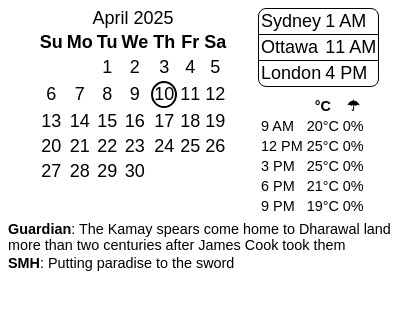 April 2025
Su Mo Tu We Th Fr Sa
1 2 3 4 5
6 7 8 9 10 11 12
13 14 15 16 17 18 19
20 21 22 23 24 25 26
27 28 29 30
Sydney 1 AM
Ottawa 11 AM
London 4 PM
°C ☂
9 AM 20°C 0%
12 PM 25°C 0%
3 PM 25°C 0%
6 PM 21°C 0%
9 PM 19°C 0%
Guardian: The Kamay spears come home to Dharawal land
more than two centuries after James Cook took them
SMH: Putting paradise to the sword